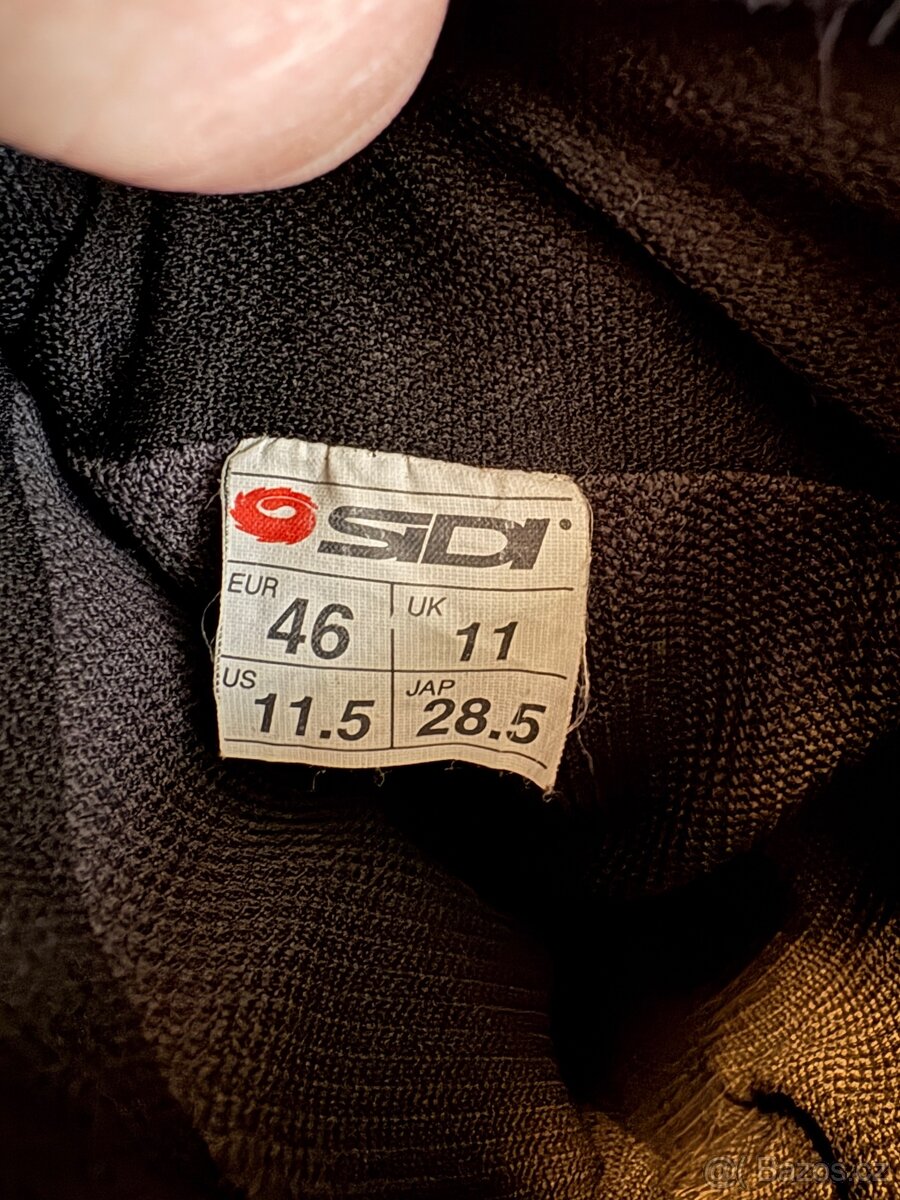 SIDI
EUR 46 UK 11
US 11.5 JAP 28.5
@( Bazos.cz